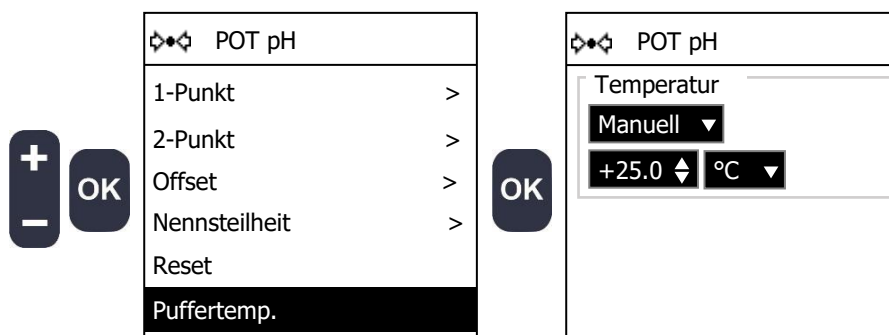 POT pH
1-Punkt >
2-Punkt >
Offset >
Nennsteilheit >
Reset
Puffertemp.
+
−
OK
OK
POT pH
Temperatur
Manuell ▼
+25.0 °C ▼